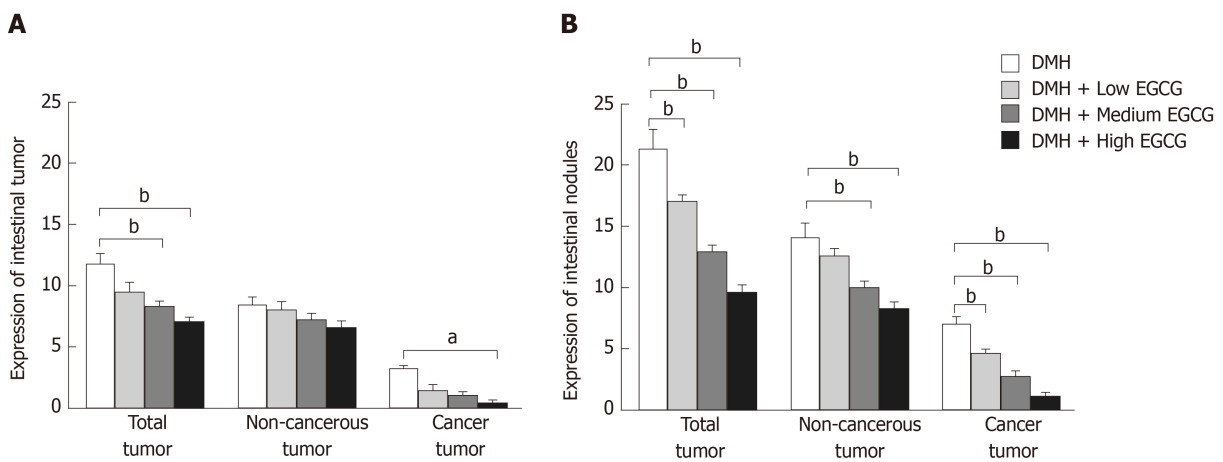 A
Expression of intestinal tumor
25
20
15
10
5
0
b
b
a
Total
tumor
Non-cancerous
tumor
Cancer
tumor
B
Expression of intestinal nodules
25
20
15
10
5
0
b
b
b
b
b
b
b
b
Total
tumor
Non-cancerous
tumor
Cancer
tumor
DMH
DMH + Low EGCG
DMH + Medium EGCG
DMH + High EGCG